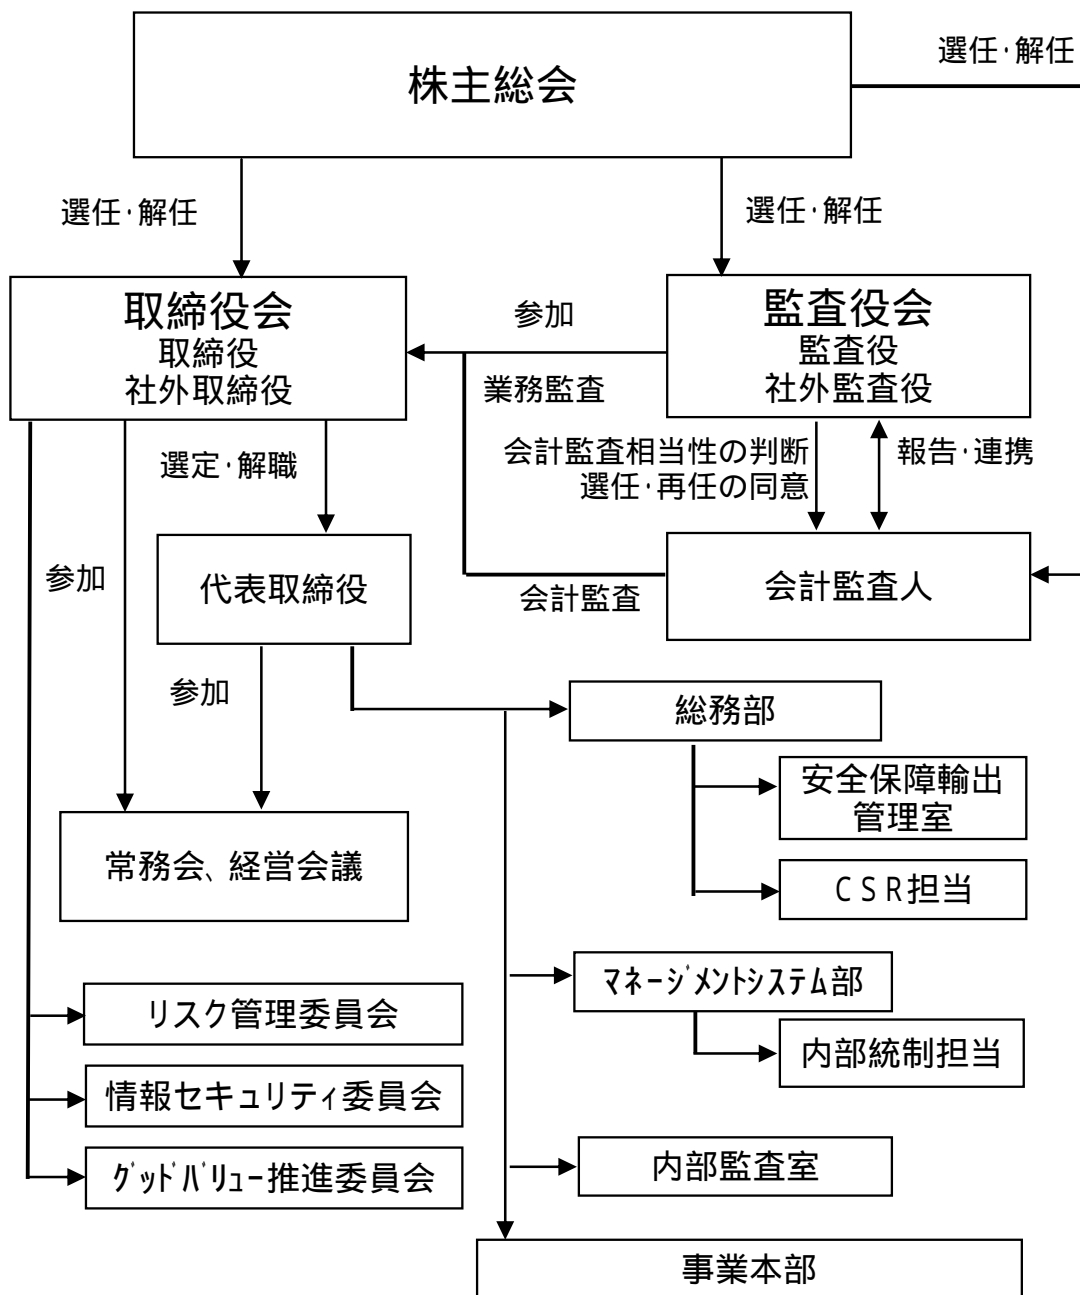 選任･解任
株主総会
選任･解任
選任･解任
取締役会
取締役
社外取締役
参加
業務監査
監査役会
監査役
社外監査役
選定･解職
会計監査相当性の判断
選任･再任の同意
報告･連携
参加
代表取締役
会計監査
会計監査人
参加
総務部
安全保障輸出
管理室
常務会、経営会議
ＣＳＲ担当
ﾏﾈｰｼﾞﾒﾝﾄｼｽﾃﾑ部
リスク管理委員会
内部統制担当
情報セキュリティ委員会
ｸﾞｯﾄﾞﾊﾞﾘｭｰ推進委員会
内部監査室
事業本部